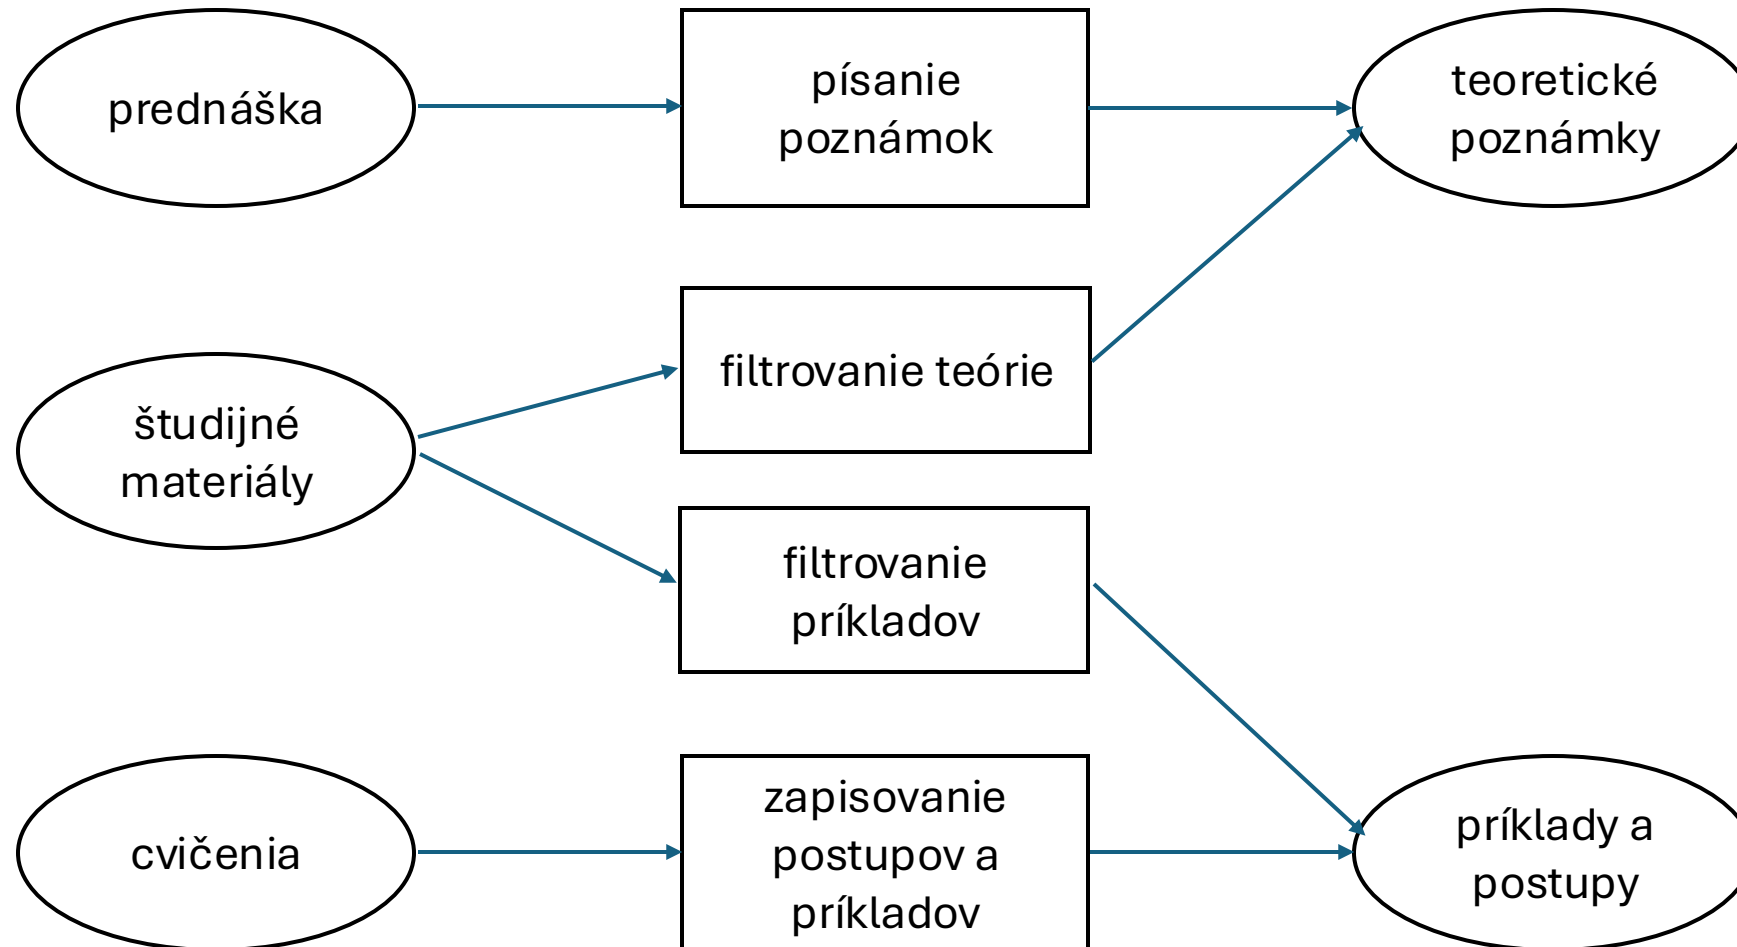 prednáška
písanie
poznámok
teoretické
poznámky
študijné
materiály
filtrovanie teórie
filtrovanie
príkladov
cvičenia
zapisovanie
postupov a
príkladov
príklady a
postupy